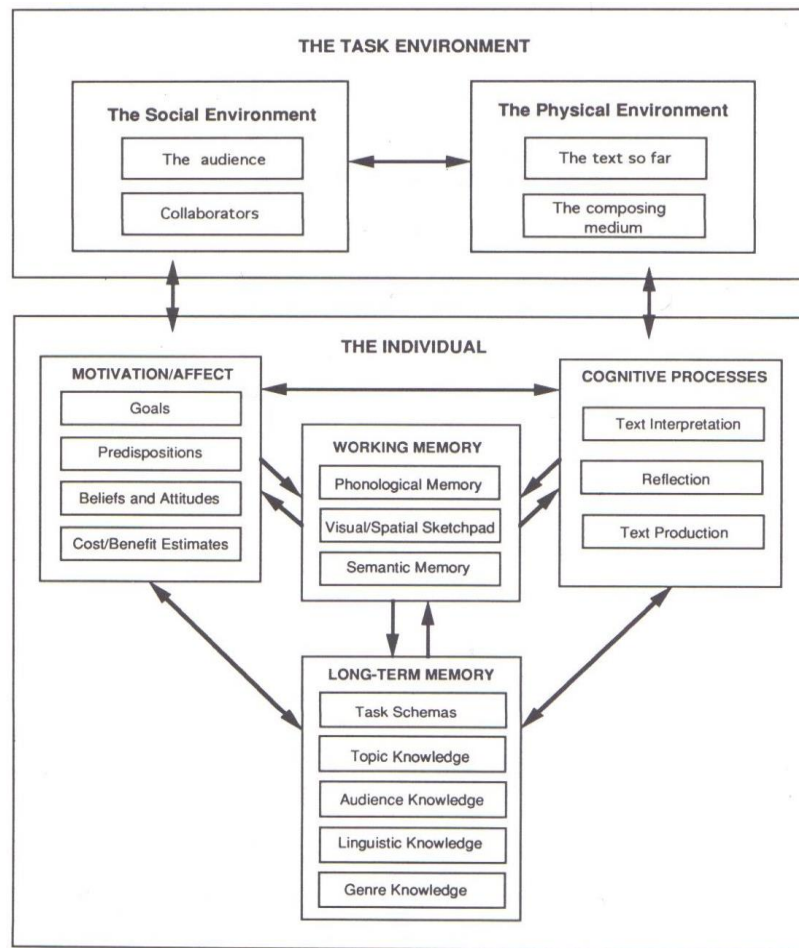 THE TASK ENVIRONMENT
The Social Environment
The audience
Collaborators
The Physical Environment
The text so far
The composing
medium
THE INDIVIDUAL
MOTIVATION/AFFECT
Goals
Predispositions
Beliefs and Attitudes
Cost/Benefit Estimates
WORKING MEMORY
Phonological Memory
Visual/Spatial Sketchpad
Semantic Memory
COGNITIVE PROCESSES
Text Interpretation
Reflection
Text Production
LONG-TERM MEMORY
Task Schemas
Topic Knowledge
Audience Knowledge
Linguistic Knowledge
Genre Knowledge